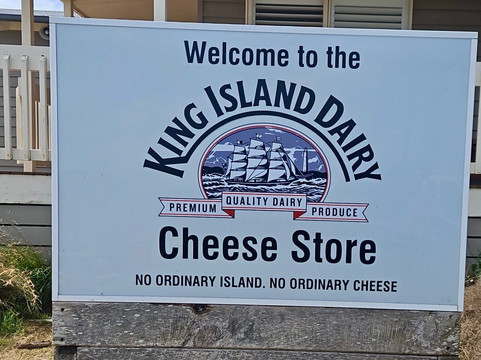 Welcome to the
KING ISLAND DAIRY
PREMIUM QUALITY DAIRY PRODUCE
Cheese Store
NO ORDINARY ISLAND. NO ORDINARY CHEESE